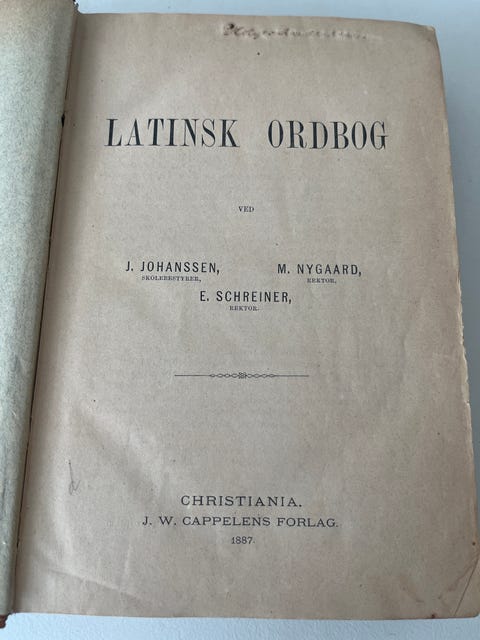 LATINSK ORDBOG
VED
J. JOHANSSEN, M. NYGAARD,
SKOLEBESTYRER, REKTOR,
E. SCHREINER,
REKTOR.
CHRISTIANIA.
J. W. CAPPELENS FORLAG.
1887.